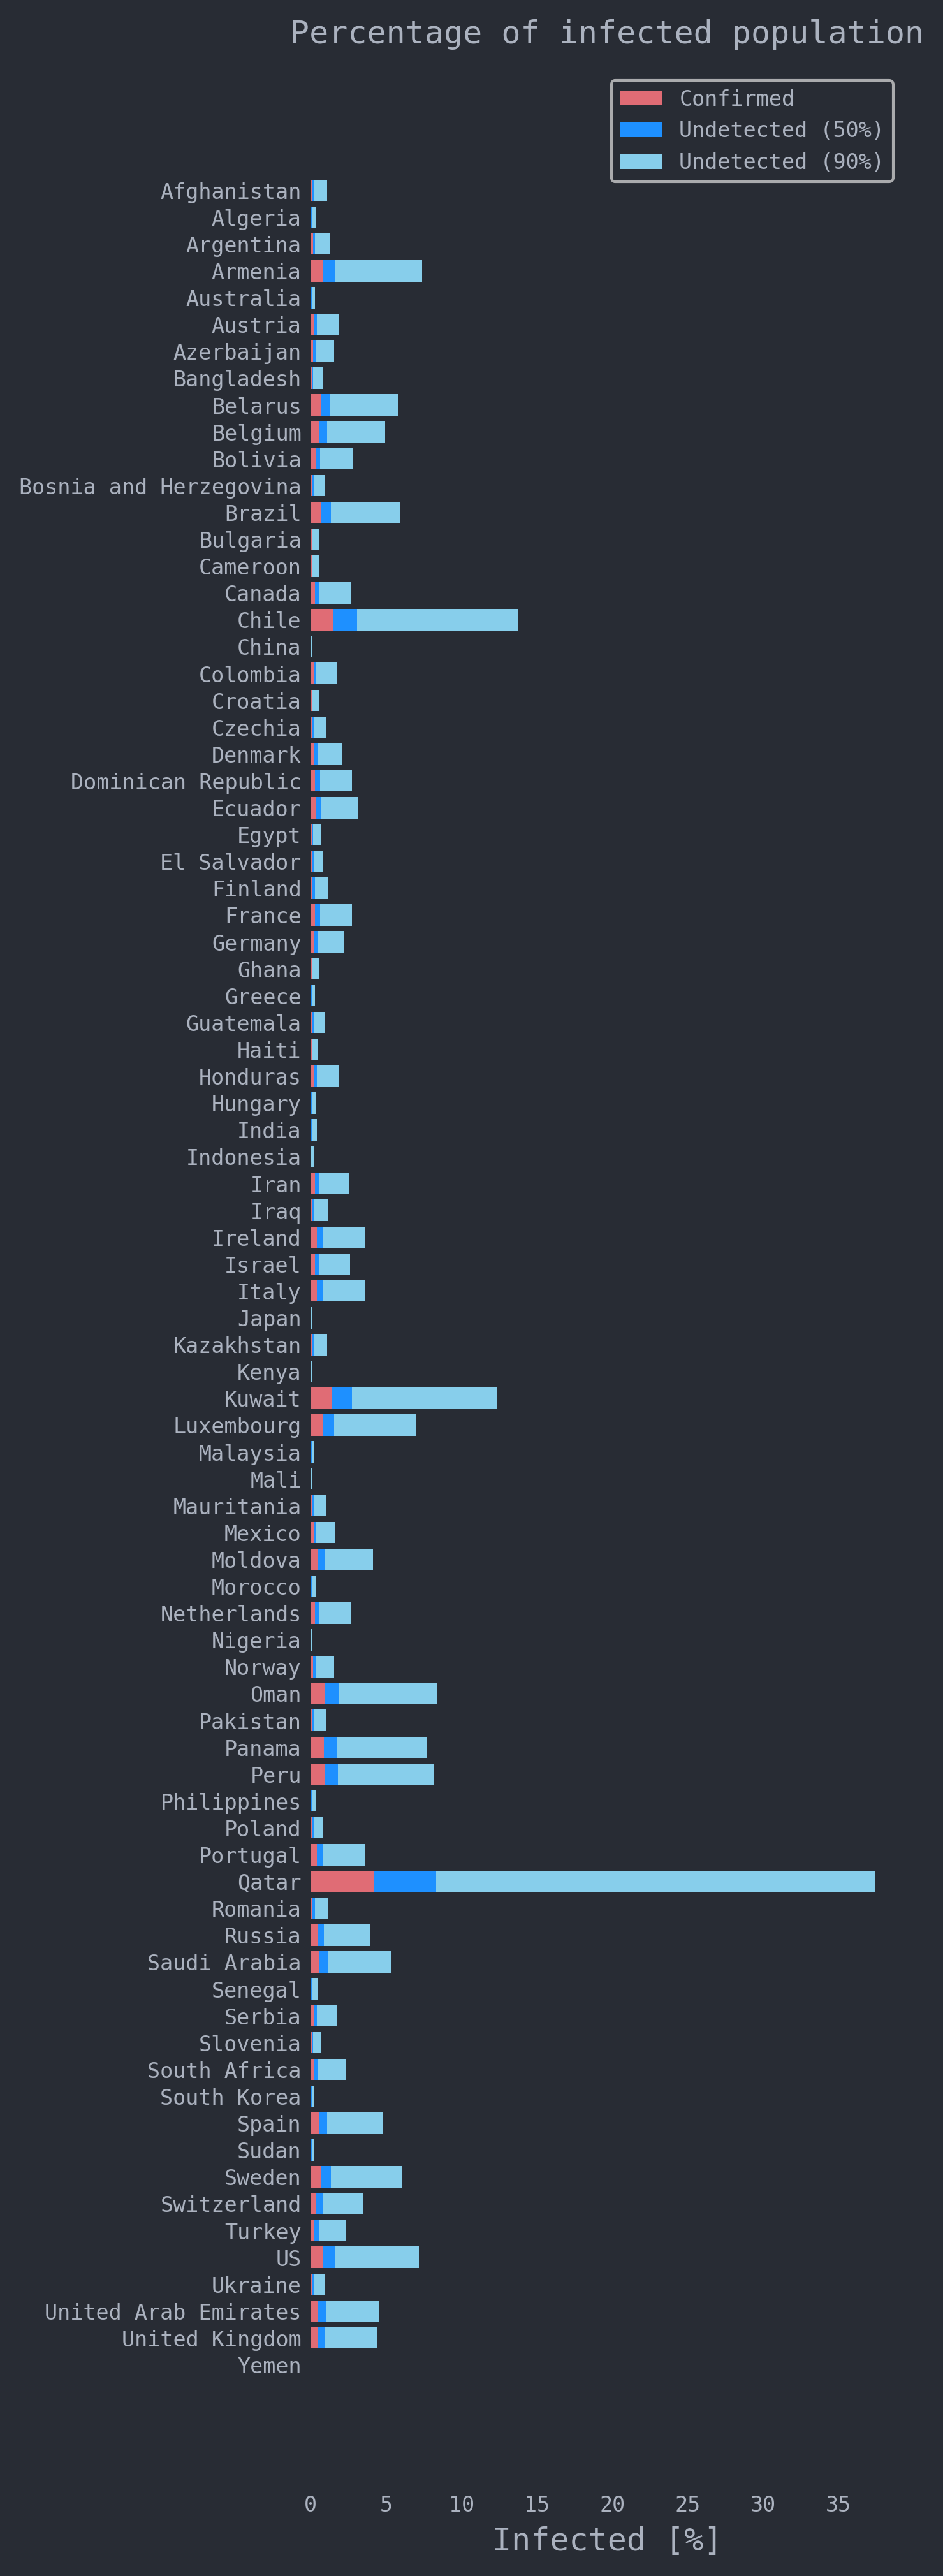 Percentage of infected population
Confirmed
Undetected (50%)
Undetected (90%)
Afghanistan
Algeria
Argentina
Armenia
Australia
Austria
Azerbaijan
Bangladesh
Belarus
Belgium
Bolivia
Bosnia and Herzegovina
Brazil
Bulgaria
Cameroon
Canada
Chile
China
Colombia
Croatia
Czechia
Denmark
Dominican Republic
Ecuador
Egypt
El Salvador
Finland
France
Germany
Ghana
Greece
Guatemala
Haiti
Honduras
Hungary
India
Indonesia
Iran
Iraq
Ireland
Israel
Italy
Japan
Kazakhstan
Kenya
Kuwait
Luxembourg
Malaysia
Mali
Mauritania
Mexico
Moldova
Morocco
Netherlands
Nigeria
Norway
Oman
Pakistan
Panama
Peru
Philippines
Poland
Portugal
Qatar
Romania
Russia
Saudi Arabia
Senegal
Serbia
Slovenia
South Africa
South Korea
Spain
Sudan
Sweden
Switzerland
Turkey
US
Ukraine
United Arab Emirates
United Kingdom
Yemen
0 5 10 15 20 25 30 35
Infected [%]